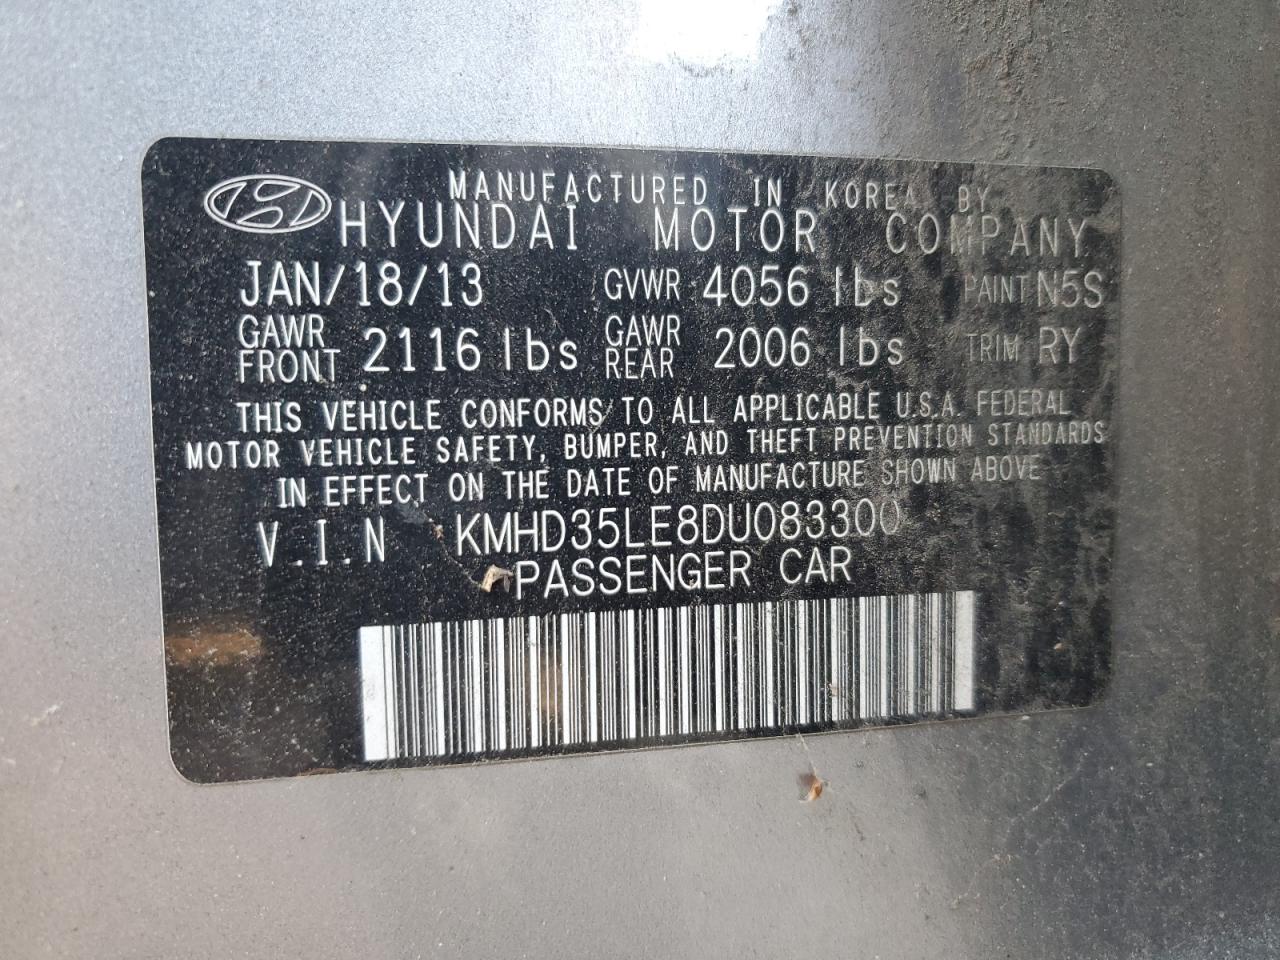 MANUFACTURED IN KOREA BY
HYUNDAI MOTOR COMPANY
JAN/18/13 GVWR 4056 lbs PAINT N5S
GAWR FRONT 2116 lbs GAWR REAR 2006 lbs TRIM RY
THIS VEHICLE CONFORMS TO ALL APPLICABLE U.S.A. FEDERAL
MOTOR VEHICLE SAFETY, BUMPER, AND THEFT PREVENTION STANDARDS
IN EFFECT ON THE DATE OF MANUFACTURE SHOWN ABOVE
V.I.N KMHD35LE8DU083300
PASSENGER CAR